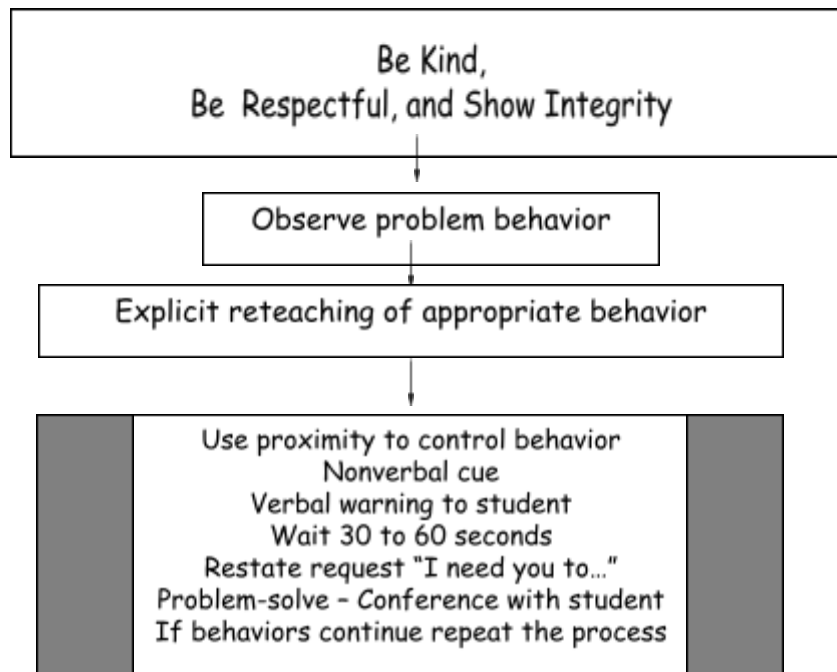 Be Kind,
Be Respectful, and Show Integrity
Observe problem behavior
Explicit reteaching of appropriate behavior
Use proximity to control behavior
Nonverbal cue
Verbal warning to student
Wait 30 to 60 seconds
Restate request “I need you to…”
Problem-solve – Conference with student
If behaviors continue repeat the process